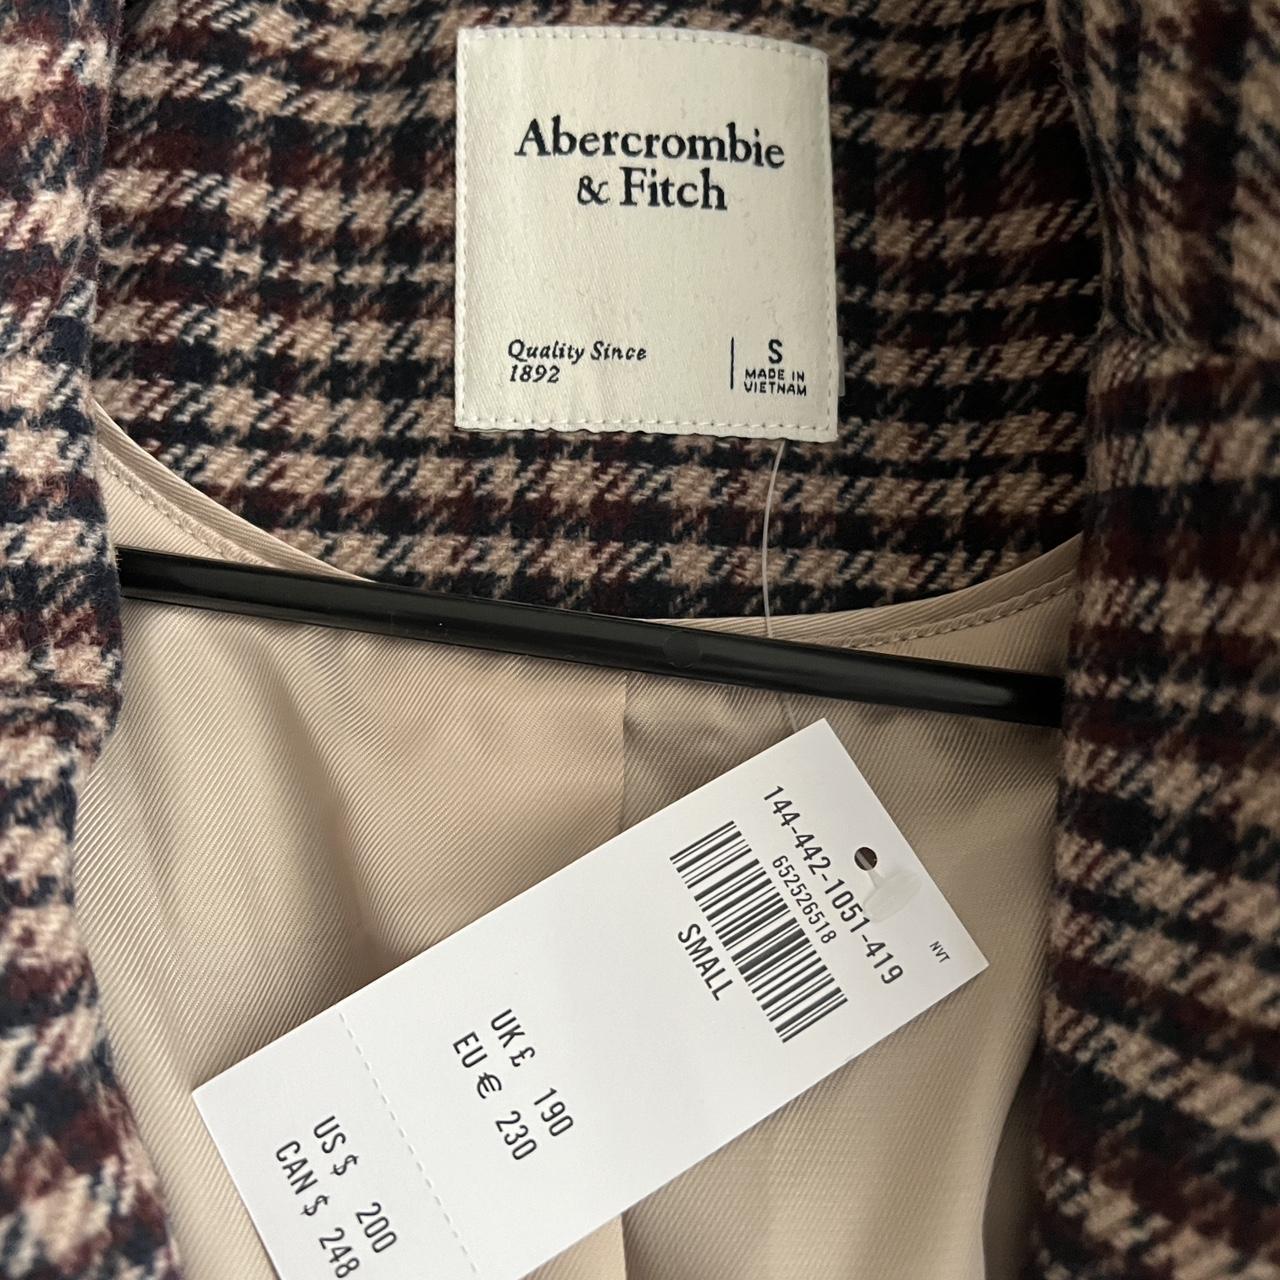 Abercrombie
& Fitch
Quality Since
1892
S
MADE IN
VIETNAM
144-442-1051-419
652526518
SMALL
NVT
UK £ 190
EU € 230
US $ 200
CAN $ 248